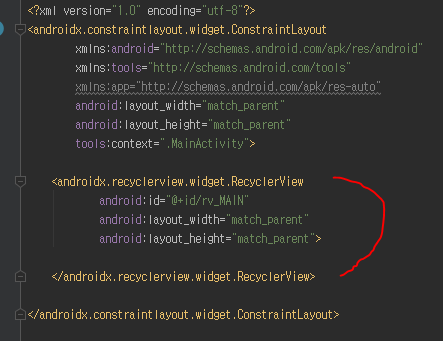 <?xml version="1.0" encoding="utf-8"?>
<androidx.constraintlayout.widget.ConstraintLayout
xmlns:android="http://schemas.android.com/apk/res/android"
xmlns:tools="http://schemas.android.com/tools"
xmlns:app="http://schemas.android.com/apk/res-auto"
android:layout_width="match_parent"
android:layout_height="match_parent"
tools:context=".MainActivity">
<androidx.recyclerview.widget.RecyclerView
android:id="@+id/rv_MAIN"
android:layout_width="match_parent"
android:layout_height="match_parent">
</androidx.recyclerview.widget.RecyclerView>
</androidx.constraintlayout.widget.ConstraintLayout>